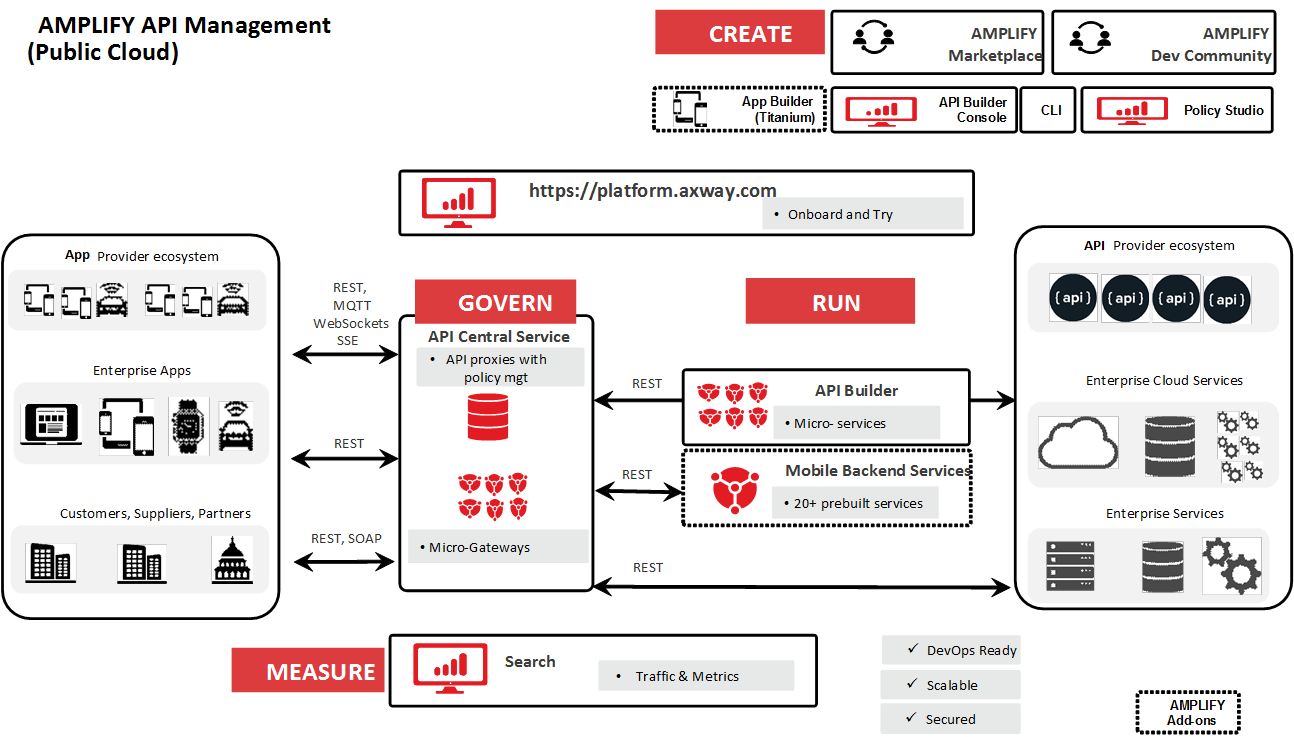 AMPLIFY API Management
(Public Cloud)
CREATE
AMPLIFY
Marketplace
AMPLIFY
Dev Community
App Builder
(Titanium)
API Builder
Console
CLI
Policy Studio
https://platform.axway.com
• Onboard and Try
App Provider ecosystem
Enterprise Apps
Customers, Suppliers, Partners
REST,
MQTT
WebSockets
SSE
REST
REST, SOAP
GOVERN
API Central Service
• API proxies with
policy mgt
• Micro-Gateways
RUN
REST
API Builder
• Micro- services
REST
Mobile Backend Services
• 20+ prebuilt services
REST
API Provider ecosystem
{api}
{api}
{api}
{api}
Enterprise Cloud Services
Enterprise Services
MEASURE
Search
• Traffic & Metrics
✓ DevOps Ready
✓ Scalable
✓ Secured
AMPLIFY
Add-ons